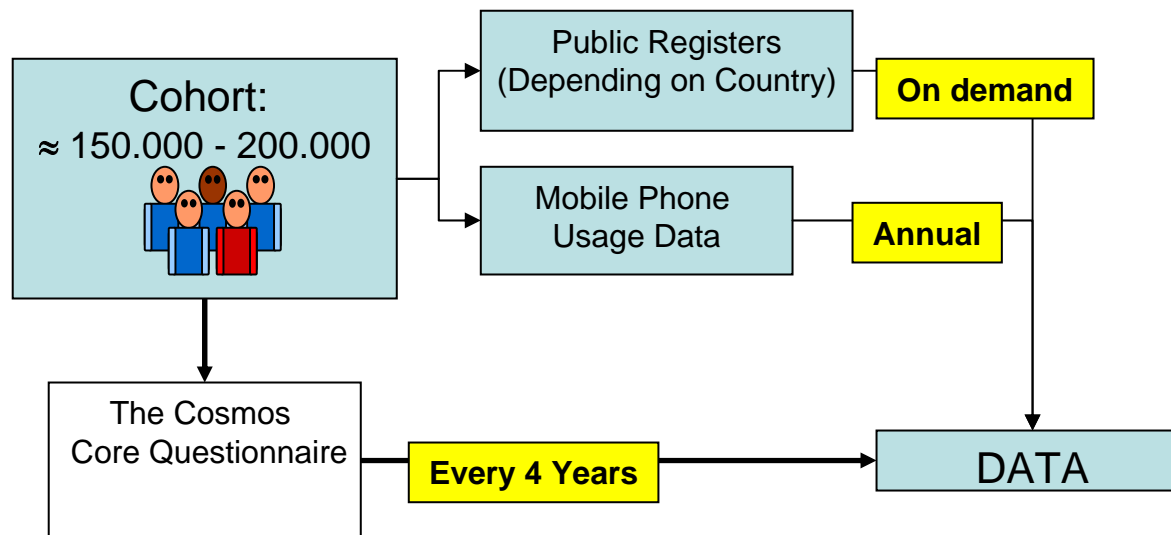 Cohort:
≈ 150.000 - 200.000
Public Registers
(Depending on Country)
On demand
Mobile Phone
Usage Data
Annual
The Cosmos
Core Questionnaire
Every 4 Years
DATA